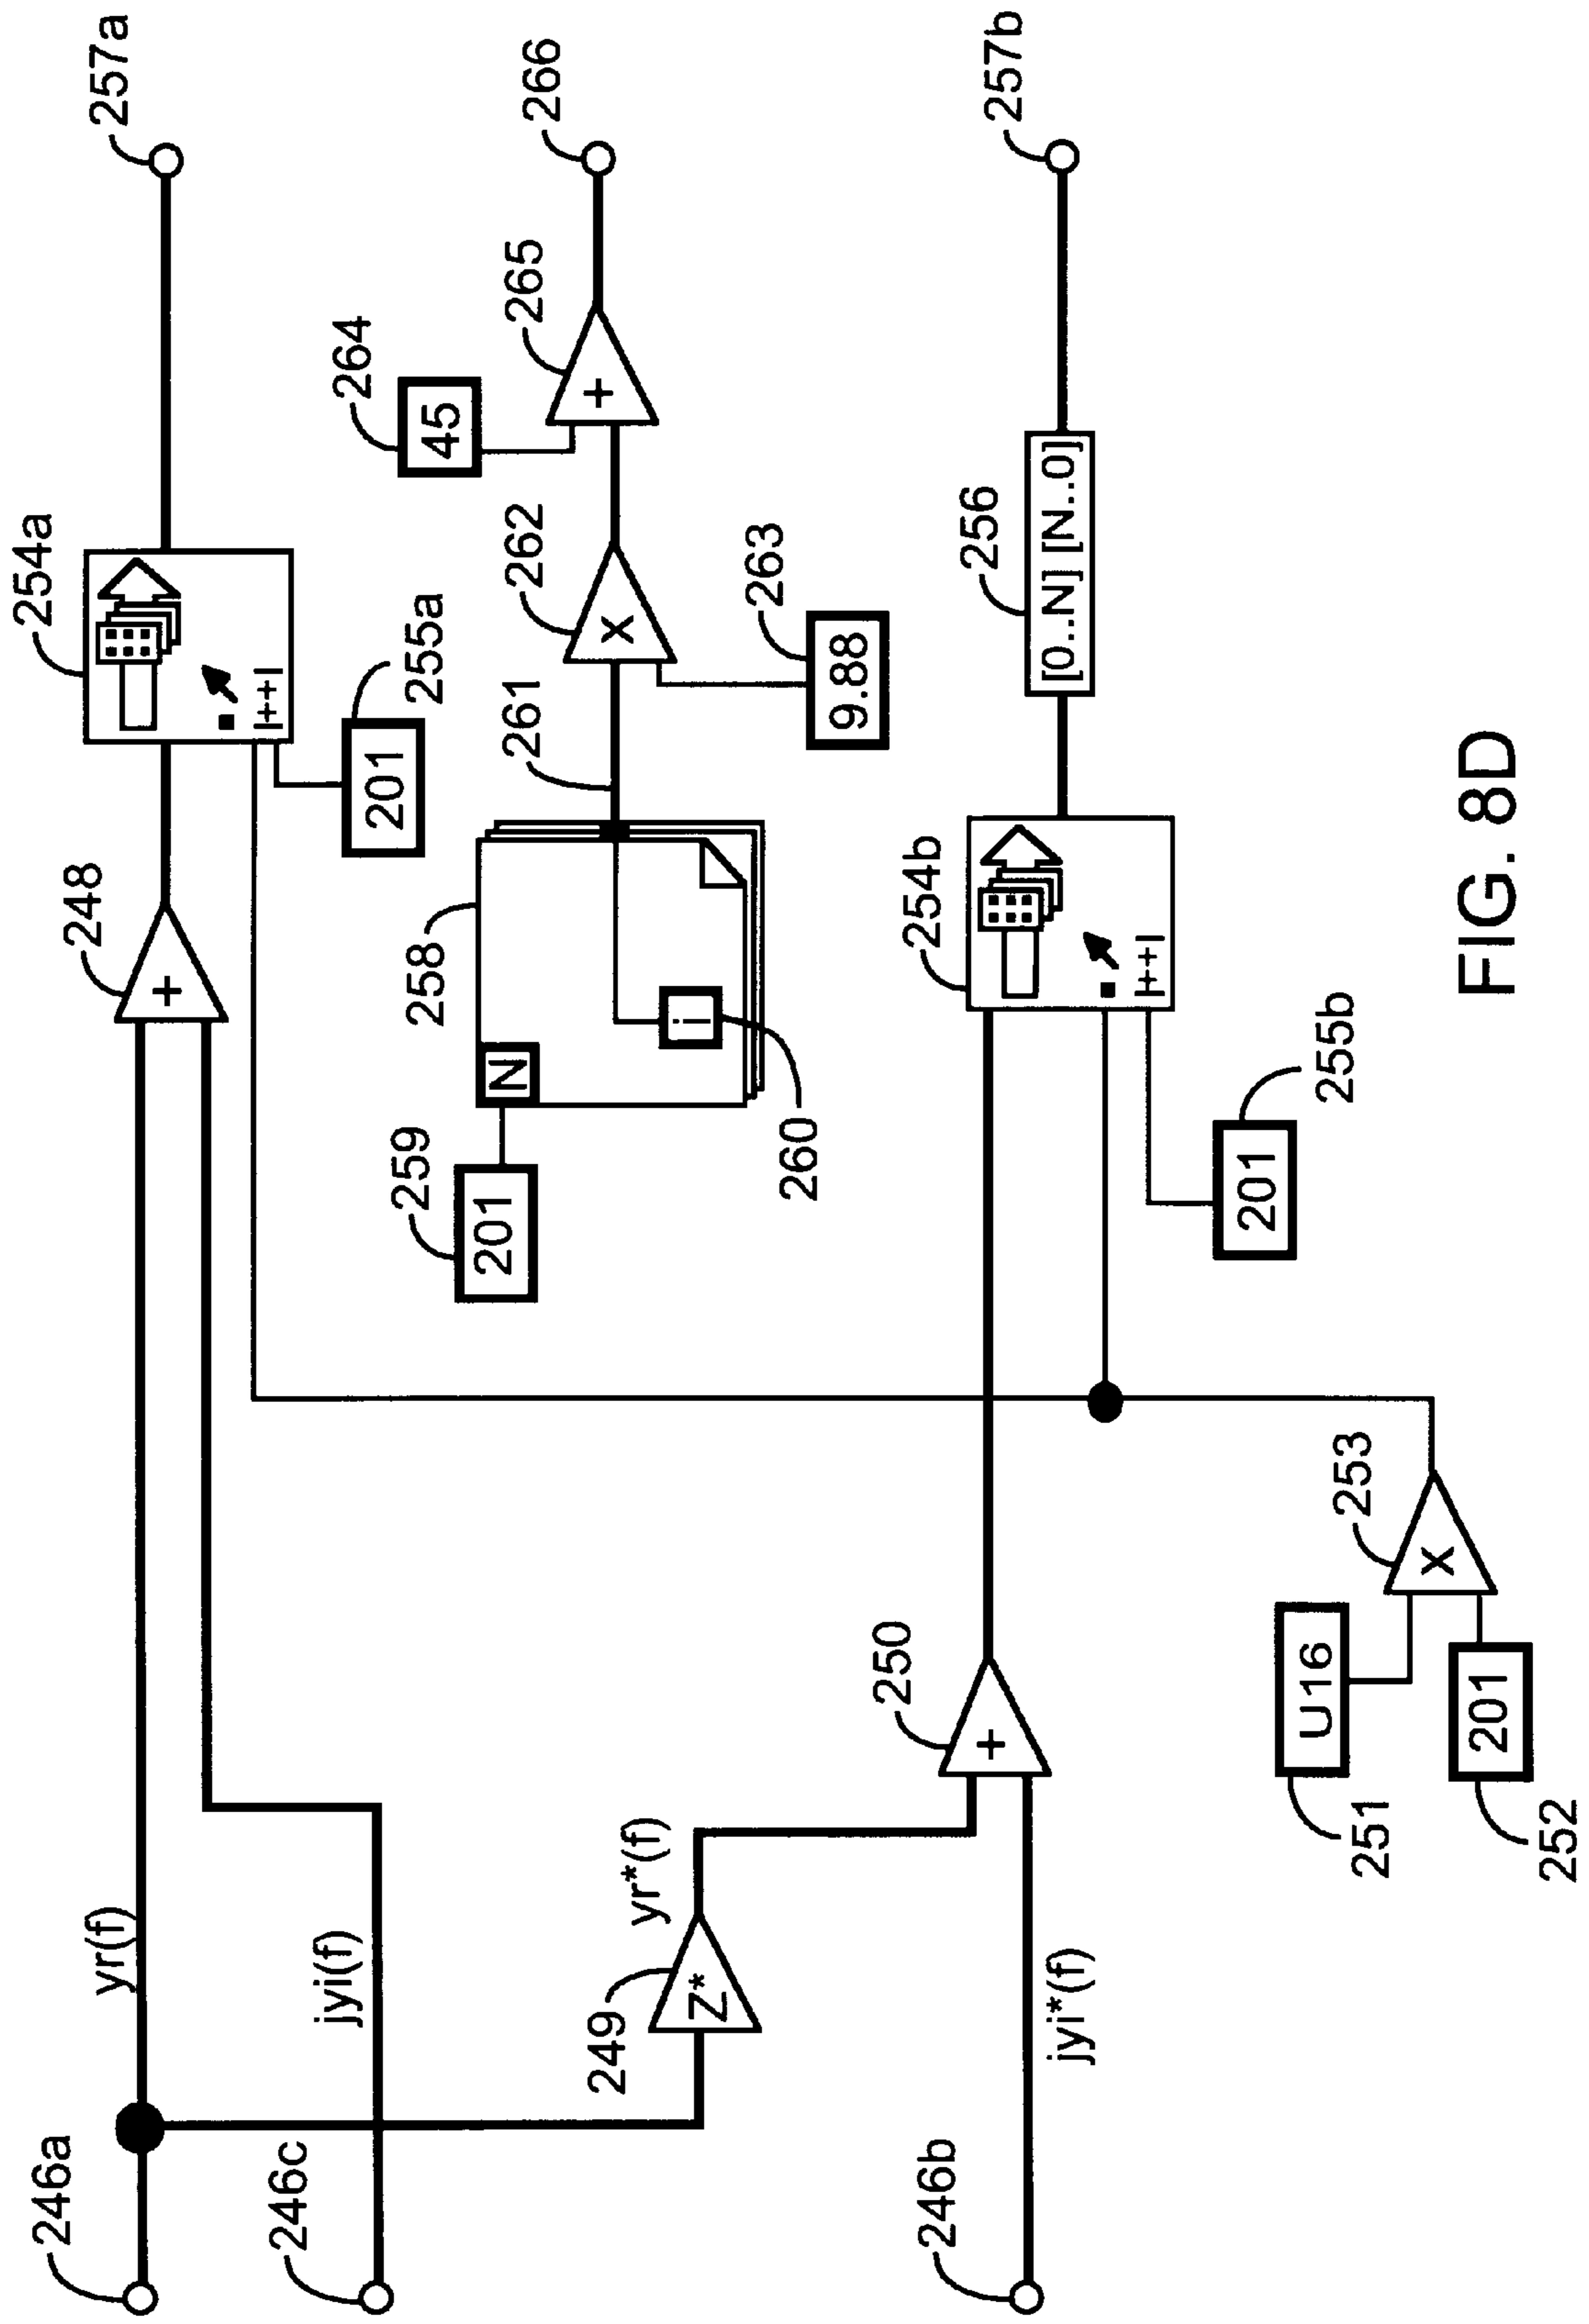 246a
yr(f)
248
+
254a
|++|
257a
246c
jyi(f)
201
255a
259
201
258
N
i
260
261
262
X
263
9.88
264
45
265
+
266
249
Z*
yr*(f)
246b
jyi*(f)
250
+
254b
|++|
256
[0..N] [N..0]
257b
251
U16
252
201
253
X
201
255b
FIG. 8D